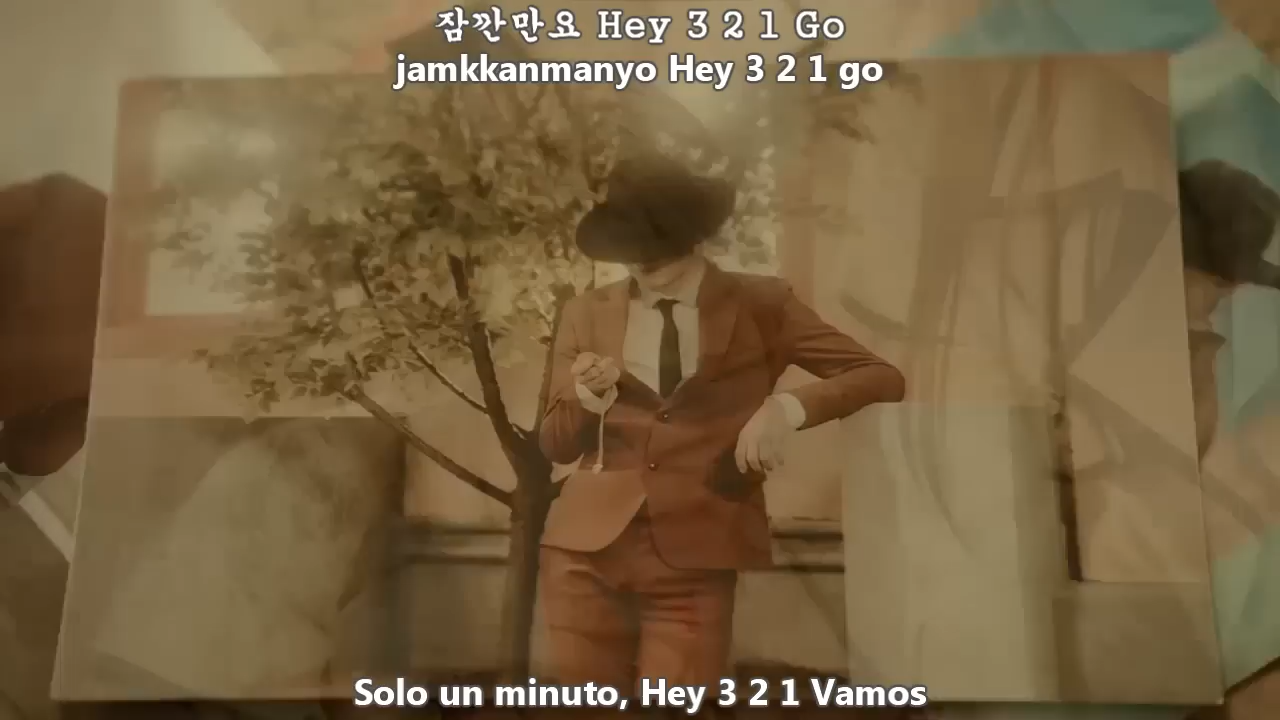 잠깐만요 Hey 3 2 1 Go
jamkkanmanyo Hey 3 2 1 go
Solo un minuto, Hey 3 2 1 Vamos